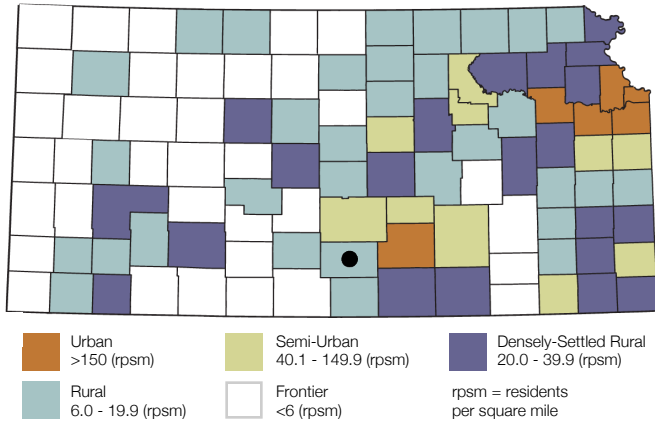 Urban
>150 (rpsm)
Semi-Urban
40.1 - 149.9 (rpsm)
Densely-Settled Rural
20.0 - 39.9 (rpsm)
Rural
6.0 - 19.9 (rpsm)
Frontier
<6 (rpsm)
rpsm = residents
per square mile